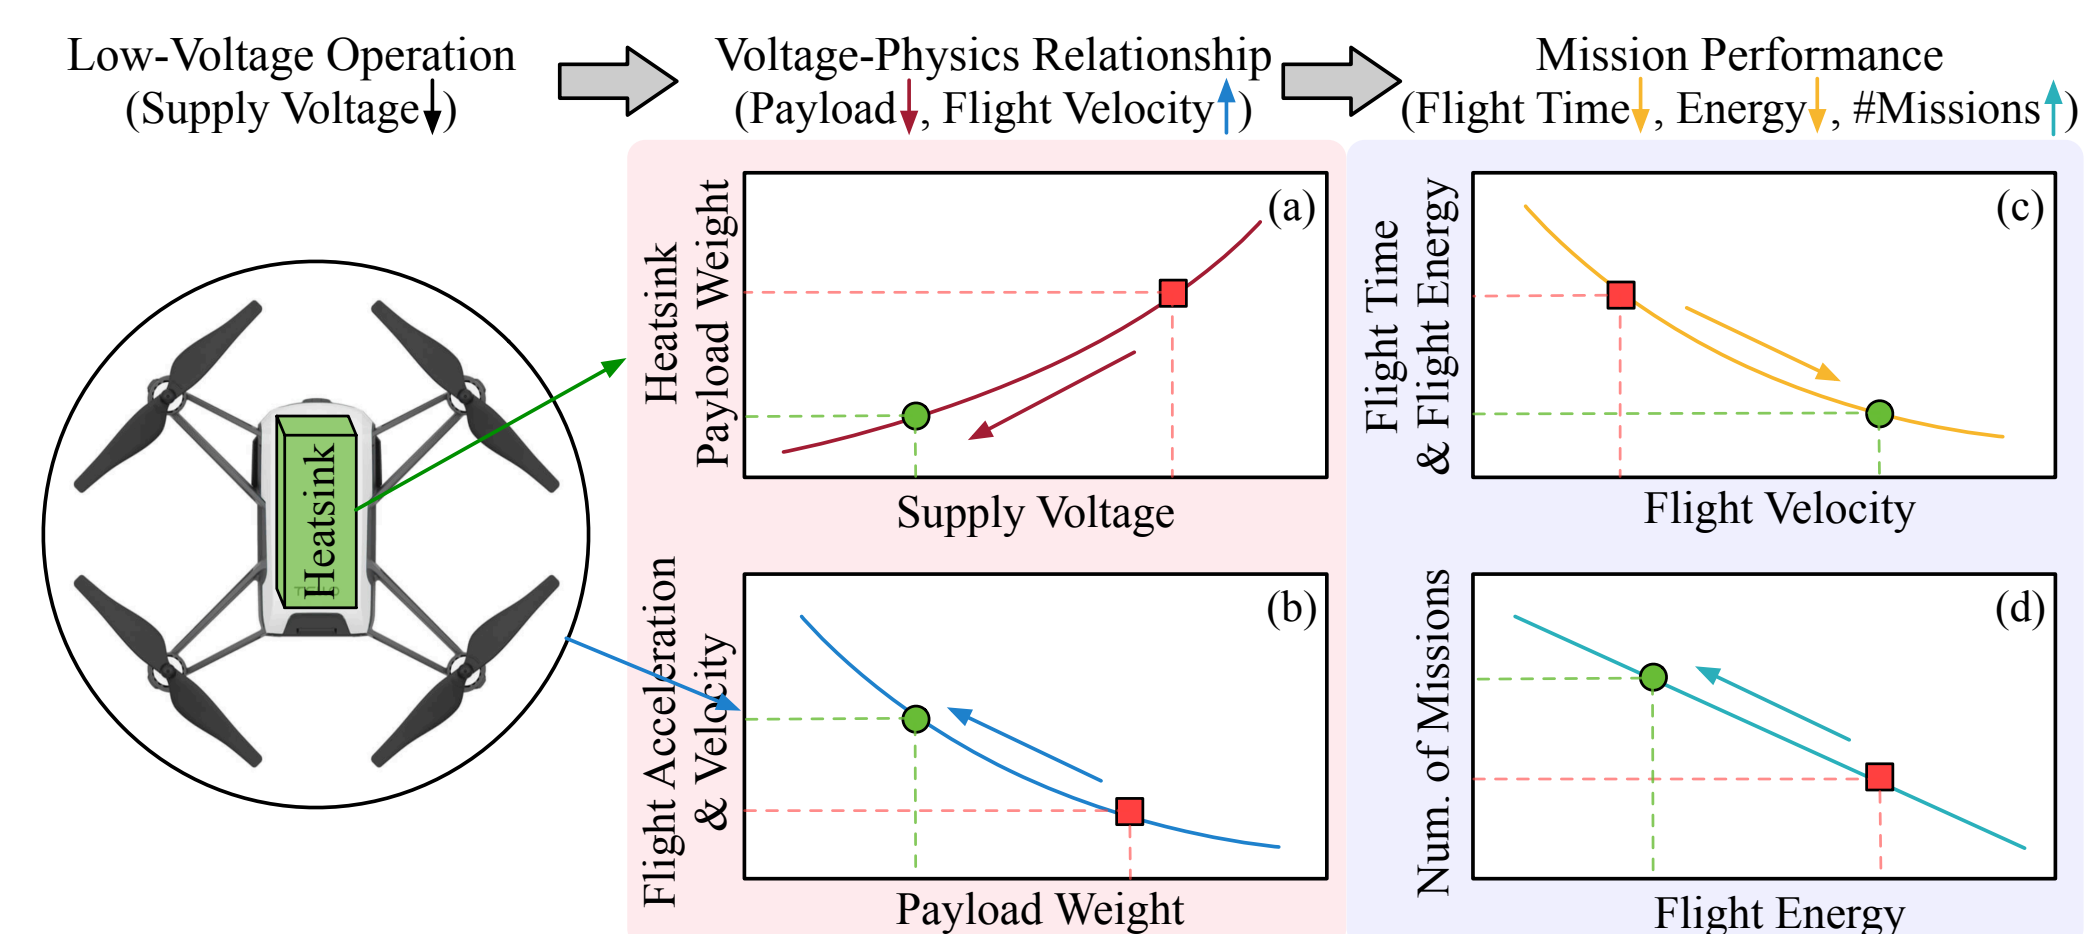 Low-Voltage Operation
(Supply Voltage↓)
Voltage-Physics Relationship
(Payload↓, Flight Velocity↑)
Mission Performance
(Flight Time↓, Energy↓, #Missions↑)
Heatsink
Heatsink
Payload Weight
(a)
Supply Voltage
Flight Acceleration
& Velocity
(b)
Payload Weight
Flight Time
& Flight Energy
(c)
Flight Velocity
Num. of Missions
(d)
Flight Energy